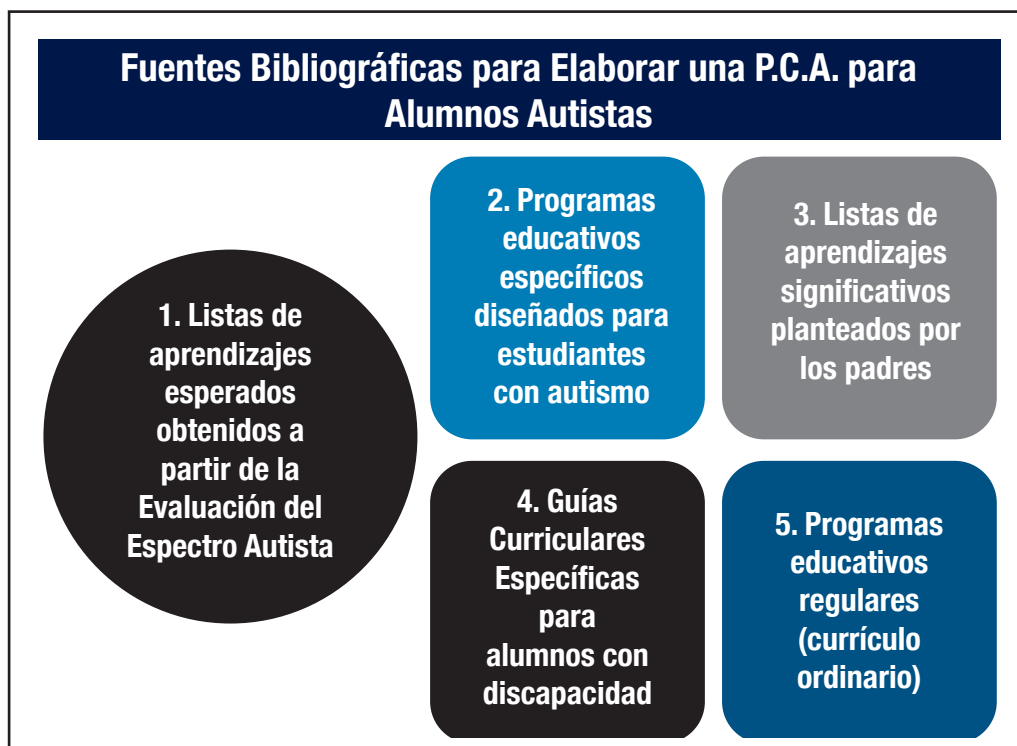 Fuentes Bibliográficas para Elaborar una P.C.A. para
Alumnos Autistas
1. Listas de
aprendizajes
esperados
obtenidos a
partir de la
Evaluación del
Espectro Autista
2. Programas
educativos
específicos
diseñados para
estudiantes
con autismo
3. Listas de
aprendizajes
significativos
planteados por
los padres
4. Guías
Curriculares
Específicas
para
alumnos con
discapacidad
5. Programas
educativos
regulares
(currículo
ordinario)